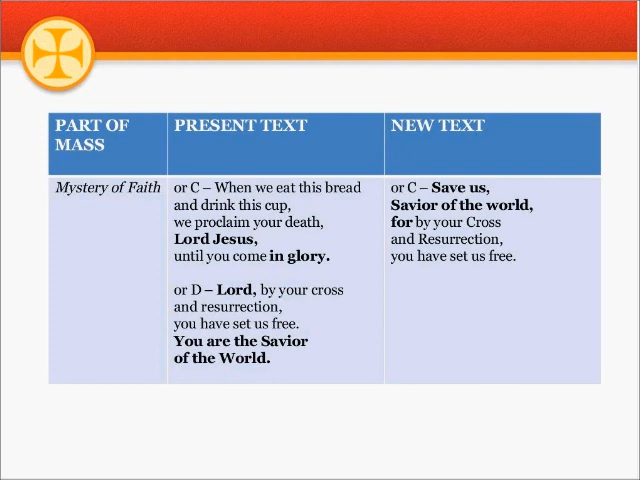 PART OF
MASS
PRESENT TEXT
NEW TEXT
Mystery of Faith
or C – When we eat this bread
and drink this cup,
we proclaim your death,
Lord Jesus,
until you come in glory.
or D – Lord, by your cross
and resurrection,
you have set us free.
You are the Savior
of the World.
or C – Save us,
Savior of the world,
for by your Cross
and Resurrection,
you have set us free.